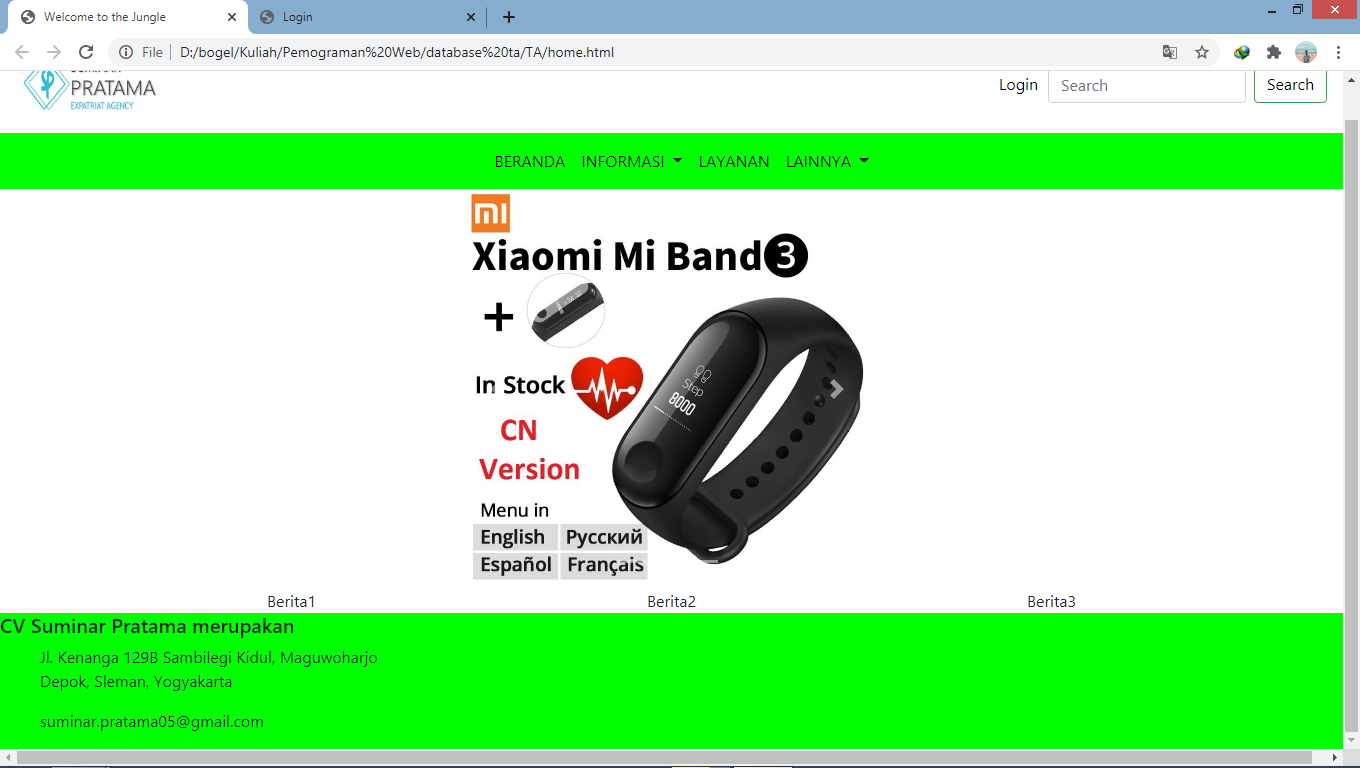 Welcome to the Jungle
Login
File
D:/bogel/Kuliah/Pemograman%20Web/database%20ta/TA/home.html
SUMINAR
PRATAMA
EXPATRIAT AGENCY
Login
Search
Search
BERANDA INFORMASI LAYANAN LAINNYA
mi
Xiaomi Mi Band 3
+
In Stock
CN
Version
Step
8000
Menu in
English Русский
Español Français
Berita1 Berita2 Berita3
CV Suminar Pratama merupakan
Jl. Kenanga 129B Sambilegi Kidul, Maguwoharjo
Depok, Sleman, Yogyakarta
suminar.pratama05@gmail.com